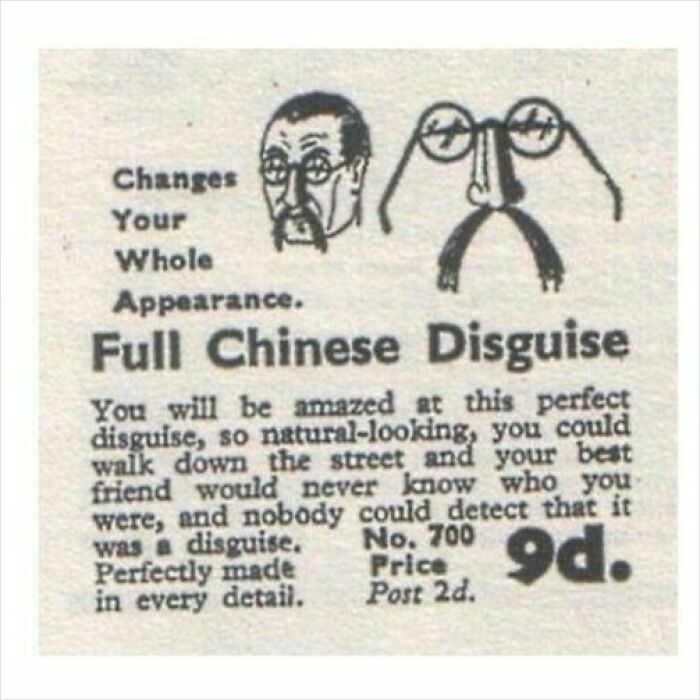 Changes
Your
Whole
Appearance.
Full Chinese Disguise
You will be amazed at this perfect
disguise, so natural-looking, you could
walk down the street and your best
friend would never know who you
were, and nobody could detect that it
was a disguise.
Perfectly made
in every detail.
No. 700
Price
Post 2d.
9d.